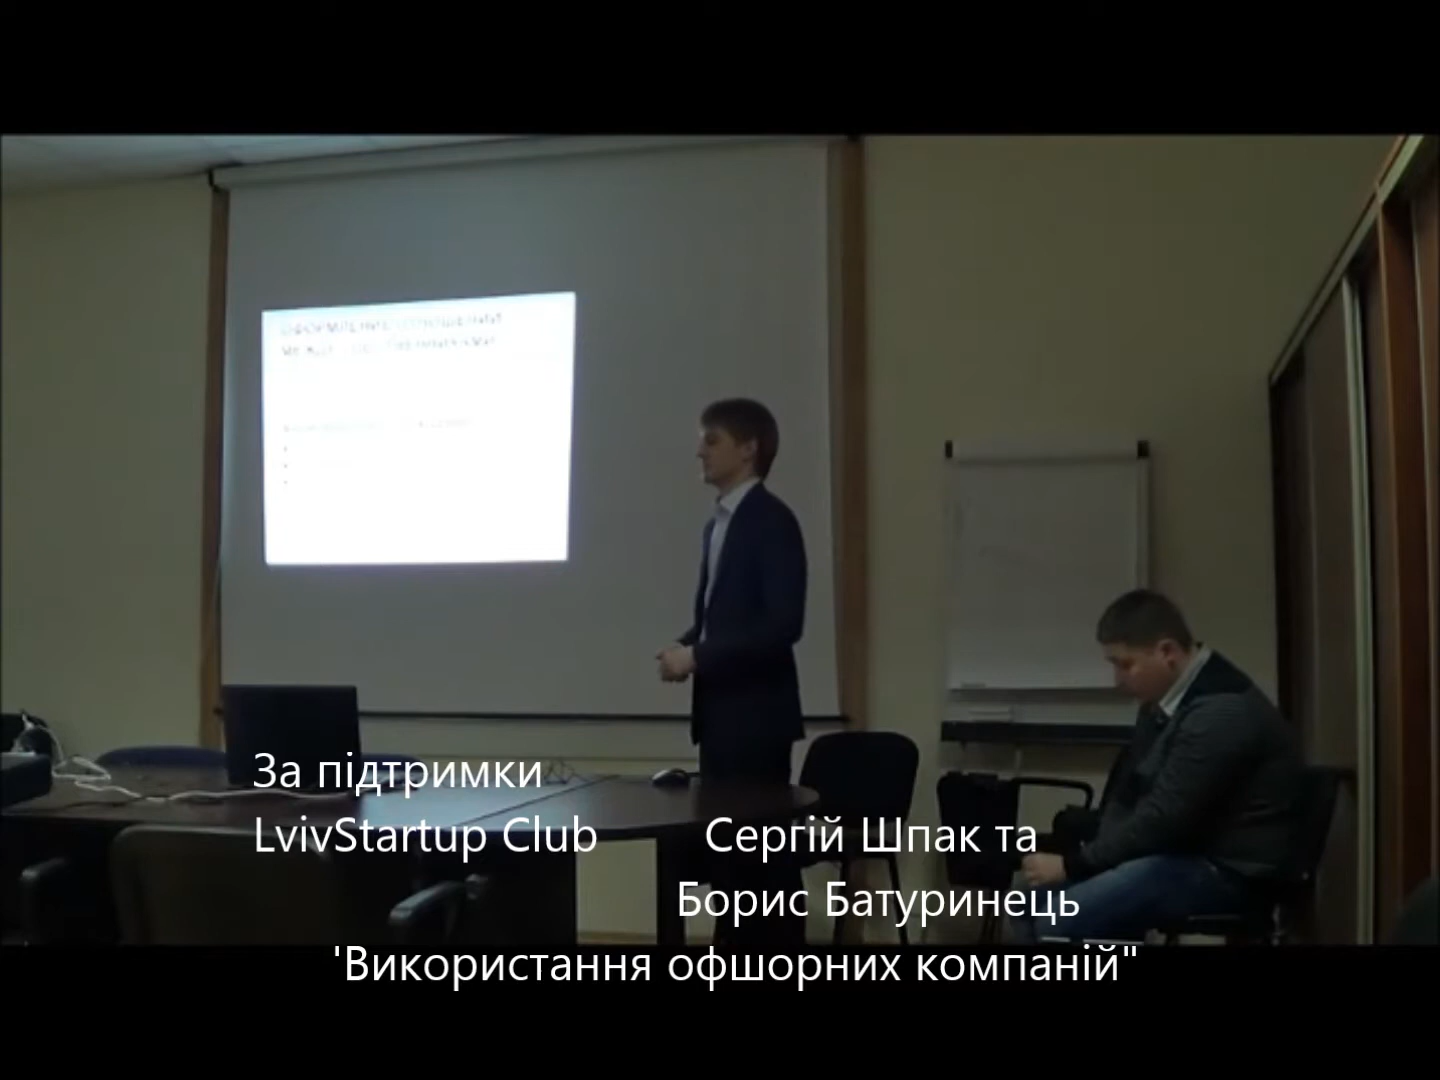 За підтримки
LvivStartup Club
Сергій Шпак та
Борис Батуринець
'Використання офшорних компаній"